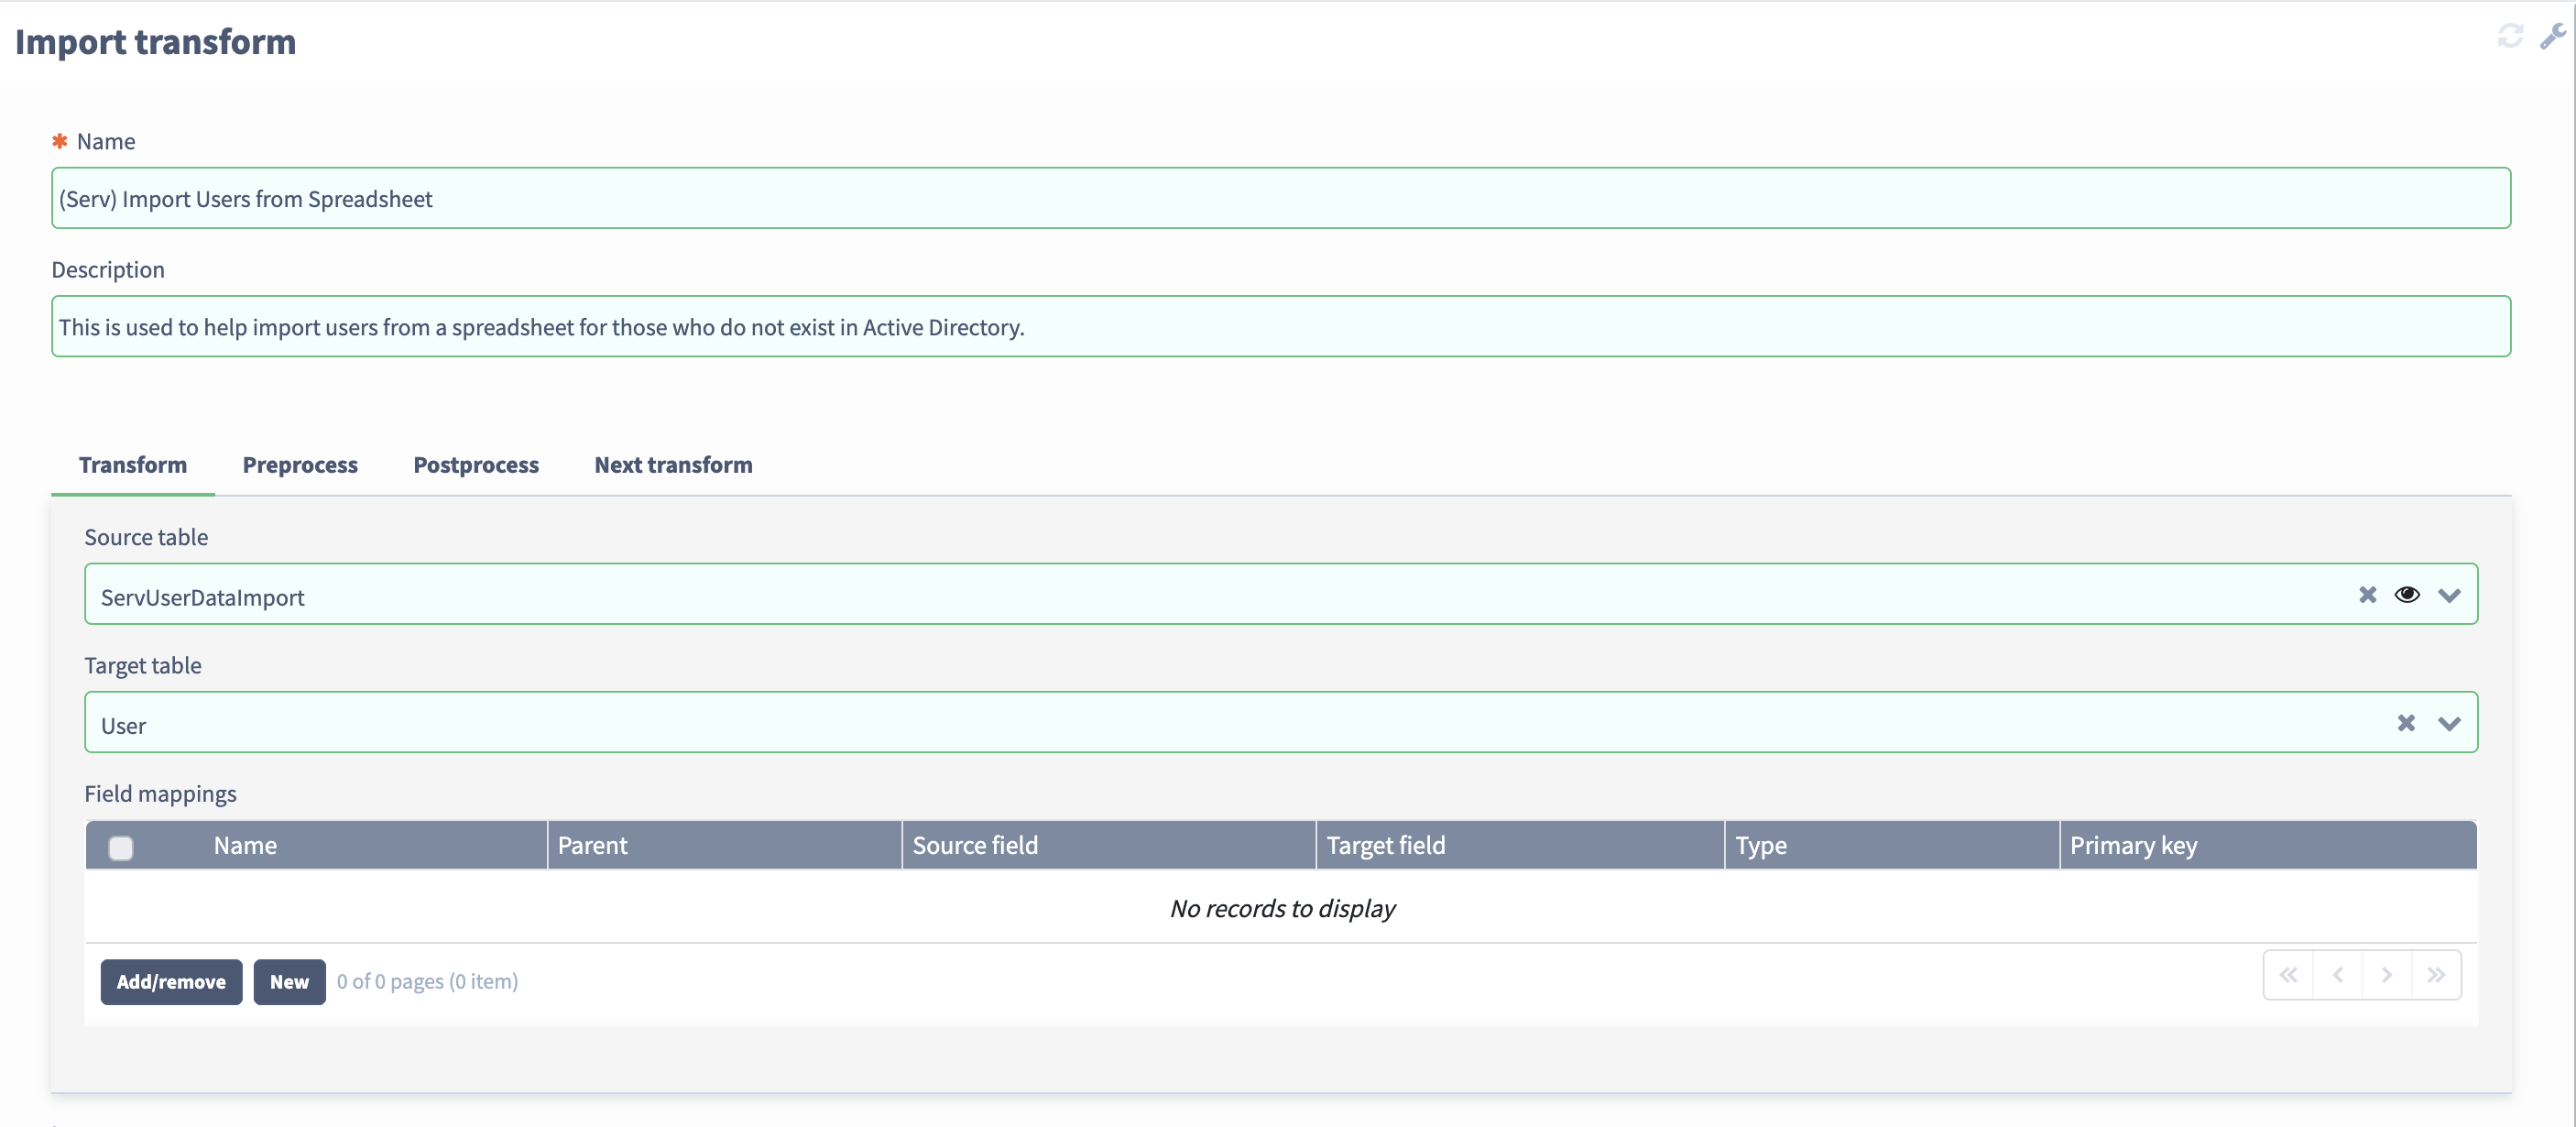 Import transform
* Name
(Serv) Import Users from Spreadsheet
Description
This is used to help import users from a spreadsheet for those who do not exist in Active Directory.
Transform Preprocess Postprocess Next transform
Source table
ServUserDataImport
Target table
User
Field mappings
Name Parent Source field Target field Type Primary key
No records to display
Add/remove New 0 of 0 pages (0 item)